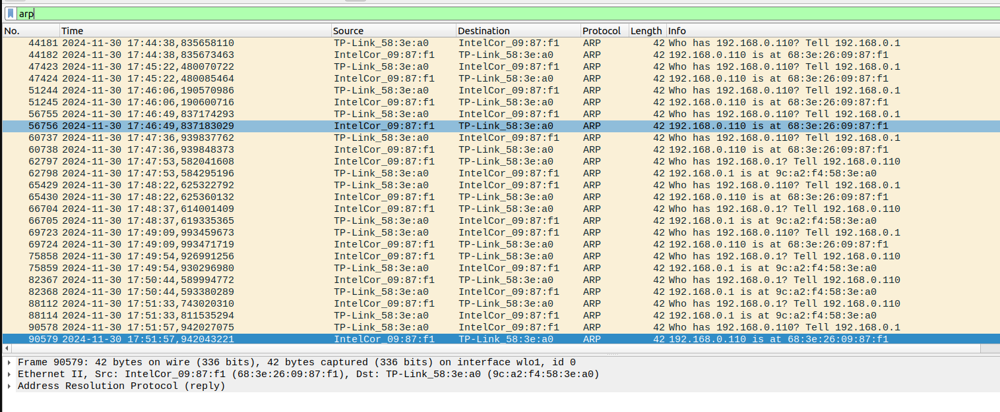 arp
No. Time Source Destination Protocol Length Info
44181 2024-11-30 17:44:38,835658110 TP-Link_58:3e:a0 IntelCor_09:87:f1 ARP 42 Who has 192.168.0.110? Tell 192.168.0.1
44182 2024-11-30 17:44:38,835673463 IntelCor_09:87:f1 TP-Link_58:3e:a0 ARP 42 192.168.0.110 is at 68:3e:26:09:87:f1
47423 2024-11-30 17:45:22,480070722 TP-Link_58:3e:a0 IntelCor_09:87:f1 ARP 42 Who has 192.168.0.110? Tell 192.168.0.1
47424 2024-11-30 17:45:22,480085464 IntelCor_09:87:f1 TP-Link_58:3e:a0 ARP 42 192.168.0.110 is at 68:3e:26:09:87:f1
51244 2024-11-30 17:46:06,190570986 TP-Link_58:3e:a0 IntelCor_09:87:f1 ARP 42 Who has 192.168.0.110? Tell 192.168.0.1
51245 2024-11-30 17:46:06,190600716 IntelCor_09:87:f1 TP-Link_58:3e:a0 ARP 42 192.168.0.110 is at 68:3e:26:09:87:f1
56755 2024-11-30 17:46:49,837174293 TP-Link_58:3e:a0 IntelCor_09:87:f1 ARP 42 Who has 192.168.0.110? Tell 192.168.0.1
56756 2024-11-30 17:46:49,837183029 IntelCor_09:87:f1 TP-Link_58:3e:a0 ARP 42 192.168.0.110 is at 68:3e:26:09:87:f1
60737 2024-11-30 17:47:36,939837762 TP-Link_58:3e:a0 IntelCor_09:87:f1 ARP 42 Who has 192.168.0.110? Tell 192.168.0.1
60738 2024-11-30 17:47:36,939848373 IntelCor_09:87:f1 TP-Link_58:3e:a0 ARP 42 192.168.0.110 is at 68:3e:26:09:87:f1
62797 2024-11-30 17:47:53,582041608 IntelCor_09:87:f1 TP-Link_58:3e:a0 ARP 42 Who has 192.168.0.1? Tell 192.168.0.110
62798 2024-11-30 17:47:53,584295196 TP-Link_58:3e:a0 IntelCor_09:87:f1 ARP 42 192.168.0.1 is at 9c:a2:f4:58:3e:a0
65429 2024-11-30 17:48:22,625322792 TP-Link_58:3e:a0 IntelCor_09:87:f1 ARP 42 Who has 192.168.0.110? Tell 192.168.0.1
65430 2024-11-30 17:48:22,625360132 IntelCor_09:87:f1 TP-Link_58:3e:a0 ARP 42 192.168.0.110 is at 68:3e:26:09:87:f1
66704 2024-11-30 17:48:37,614001409 IntelCor_09:87:f1 TP-Link_58:3e:a0 ARP 42 Who has 192.168.0.1? Tell 192.168.0.110
66705 2024-11-30 17:48:37,619335365 TP-Link_58:3e:a0 IntelCor_09:87:f1 ARP 42 192.168.0.1 is at 9c:a2:f4:58:3e:a0
69723 2024-11-30 17:49:09,993459673 TP-Link_58:3e:a0 IntelCor_09:87:f1 ARP 42 Who has 192.168.0.110? Tell 192.168.0.1
69724 2024-11-30 17:49:09,993471719 IntelCor_09:87:f1 TP-Link_58:3e:a0 ARP 42 192.168.0.110 is at 68:3e:26:09:87:f1
75858 2024-11-30 17:49:54,926991256 IntelCor_09:87:f1 TP-Link_58:3e:a0 ARP 42 Who has 192.168.0.1? Tell 192.168.0.110
75859 2024-11-30 17:49:54,930296980 TP-Link_58:3e:a0 IntelCor_09:87:f1 ARP 42 192.168.0.1 is at 9c:a2:f4:58:3e:a0
82367 2024-11-30 17:50:44,589994772 IntelCor_09:87:f1 TP-Link_58:3e:a0 ARP 42 Who has 192.168.0.1? Tell 192.168.0.110
82368 2024-11-30 17:50:44,593380289 TP-Link_58:3e:a0 IntelCor_09:87:f1 ARP 42 192.168.0.1 is at 9c:a2:f4:58:3e:a0
88112 2024-11-30 17:51:33,743020310 IntelCor_09:87:f1 TP-Link_58:3e:a0 ARP 42 Who has 192.168.0.1? Tell 192.168.0.110
88114 2024-11-30 17:51:33,811535294 TP-Link_58:3e:a0 IntelCor_09:87:f1 ARP 42 192.168.0.1 is at 9c:a2:f4:58:3e:a0
90578 2024-11-30 17:51:57,942027075 TP-Link_58:3e:a0 IntelCor_09:87:f1 ARP 42 Who has 192.168.0.110? Tell 192.168.0.1
90579 2024-11-30 17:51:57,942043221 IntelCor_09:87:f1 TP-Link_58:3e:a0 ARP 42 192.168.0.110 is at 68:3e:26:09:87:f1
Frame 90579: 42 bytes on wire (336 bits), 42 bytes captured (336 bits) on interface wlo1, id 0
Ethernet II, Src: IntelCor_09:87:f1 (68:3e:26:09:87:f1), Dst: TP-Link_58:3e:a0 (9c:a2:f4:58:3e:a0)
Address Resolution Protocol (reply)